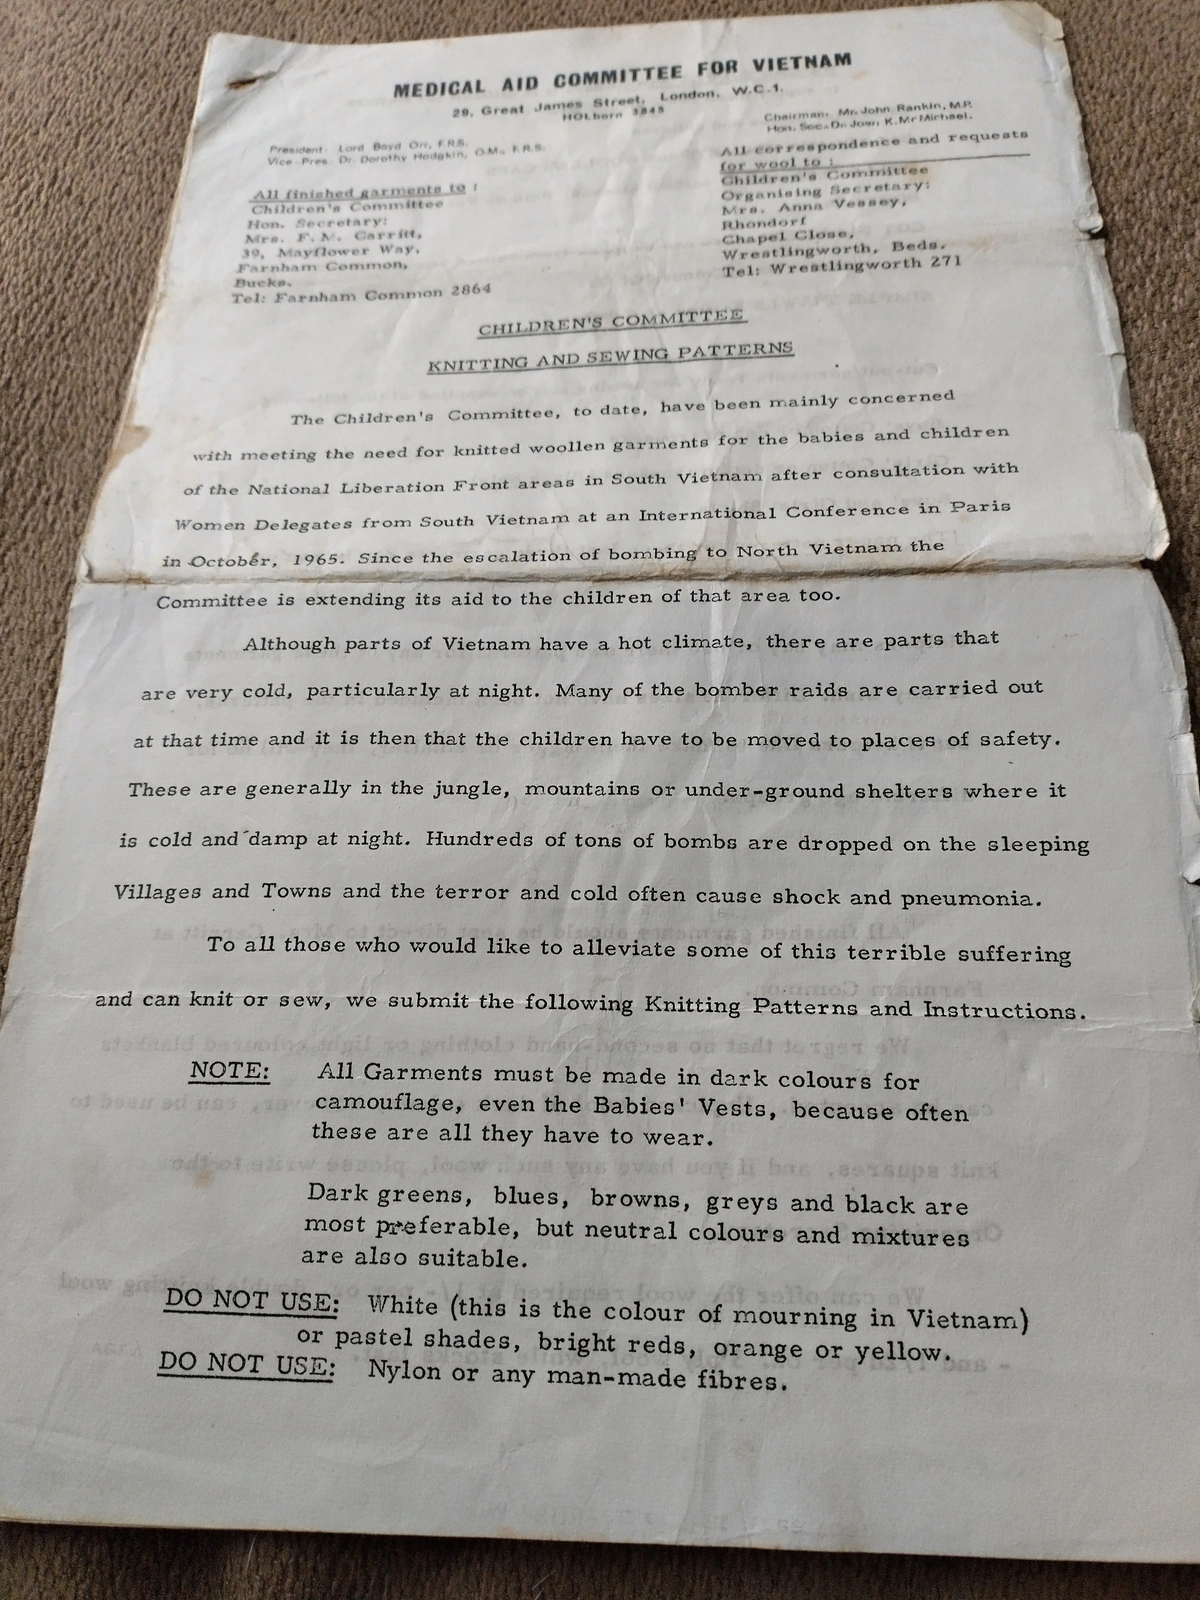 MEDICAL AID COMMITTEE FOR VIETNAM
29, Great James Street, London, W.C.1.
HOLborn 3845
President: Lord Boyd Orr, F.R.S.
Vice-Pres: Dr. Dorothy Hodgkin, O.M., F.R.S.
Chairman: Mr. John Rankin, M.P.
Hon. Sec: Dr. Joan K. McMichael.
All finished garments to :
Children's Committee
Hon. Secretary:
Mrs. F. M. Carritt,
39, Mayflower Way,
Farnham Common,
Bucks.
Tel: Farnham Common 2864
All correspondence and requests
for wool to :
Children's Committee
Organising Secretary:
Mrs. Anna Vessey,
Rhondorf
Chapel Close,
Wrestlingworth, Beds.
Tel: Wrestlingworth 271
CHILDREN'S COMMITTEE
KNITTING AND SEWING PATTERNS
The Children's Committee, to date, have been mainly concerned
with meeting the need for knitted woollen garments for the babies and children
of the National Liberation Front areas in South Vietnam after consultation with
Women Delegates from South Vietnam at an International Conference in Paris
in October, 1965. Since the escalation of bombing to North Vietnam the
Committee is extending its aid to the children of that area too.
Although parts of Vietnam have a hot climate, there are parts that
are very cold, particularly at night. Many of the bomber raids are carried out
at that time and it is then that the children have to be moved to places of safety.
These are generally in the jungle, mountains or under-ground shelters where it
is cold and damp at night. Hundreds of tons of bombs are dropped on the sleeping
Villages and Towns and the terror and cold often cause shock and pneumonia.
To all those who would like to alleviate some of this terrible suffering
and can knit or sew, we submit the following Knitting Patterns and Instructions.
NOTE: All Garments must be made in dark colours for
camouflage, even the Babies' Vests, because often
these are all they have to wear.
Dark greens, blues, browns, greys and black are
most preferable, but neutral colours and mixtures
are also suitable.
DO NOT USE: White (this is the colour of mourning in Vietnam)
or pastel shades, bright reds, orange or yellow.
DO NOT USE: Nylon or any man-made fibres.